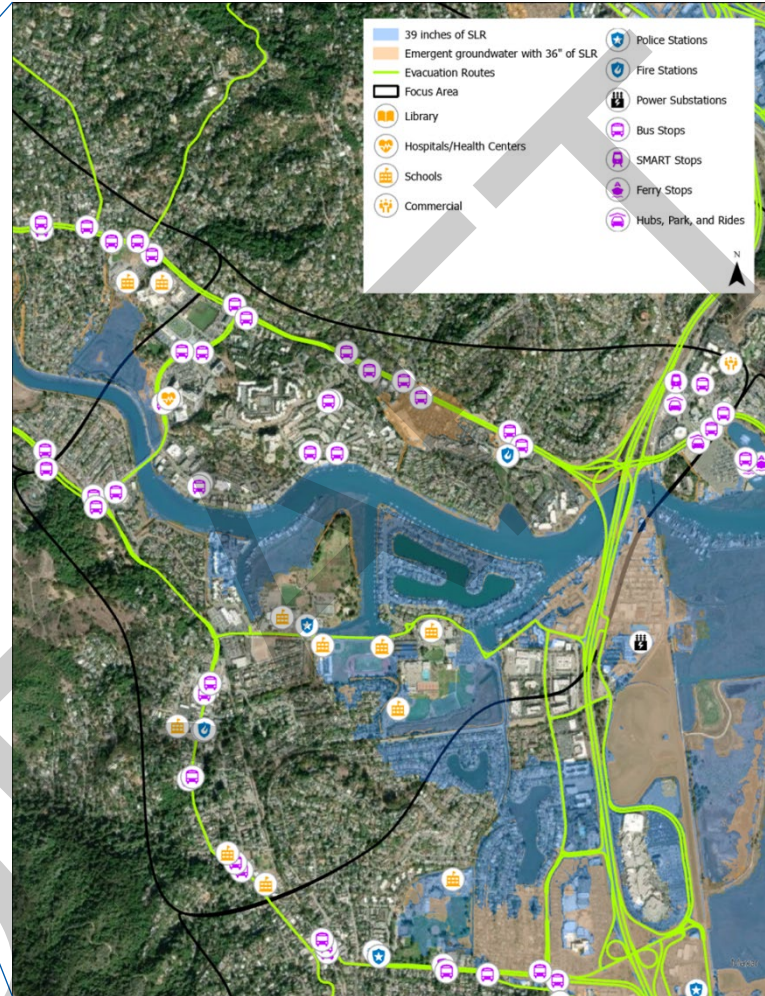 39 inches of SLR
Emergent groundwater with 36" of SLR
Evacuation Routes
Focus Area
Library
Hospitals/Health Centers
Schools
Commercial
Police Stations
Fire Stations
Power Substations
Bus Stops
SMART Stops
Ferry Stops
Hubs, Park, and Rides
N